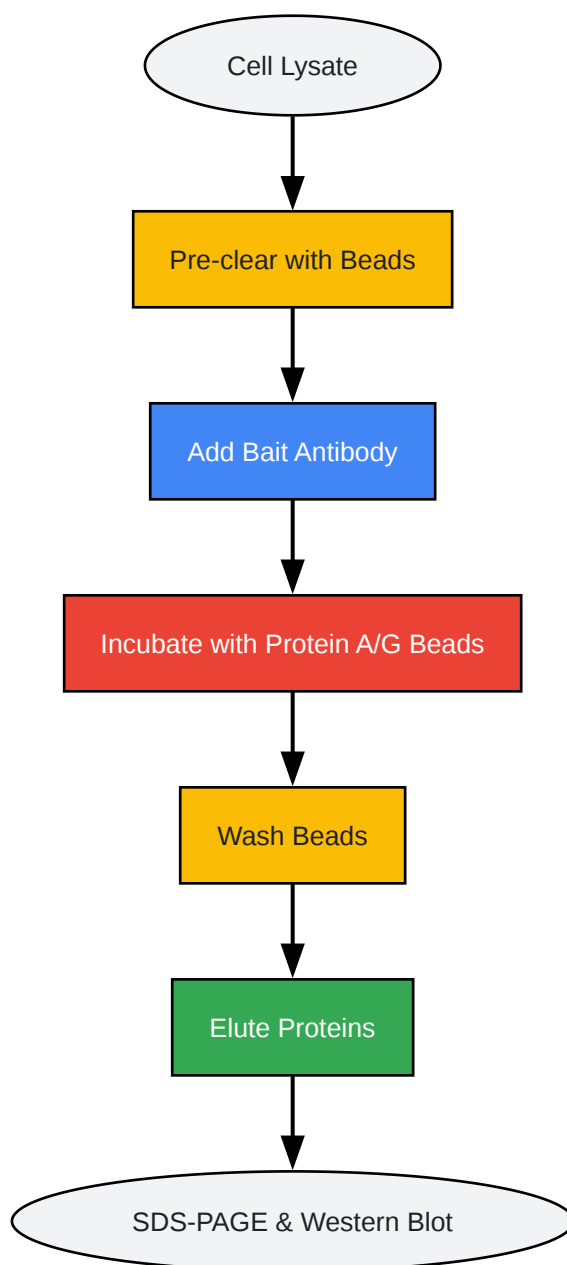 Cell Lysate
Pre-clear with Beads
Add Bait Antibody
Incubate with Protein A/G Beads
Wash Beads
Elute Proteins
SDS-PAGE & Western Blot